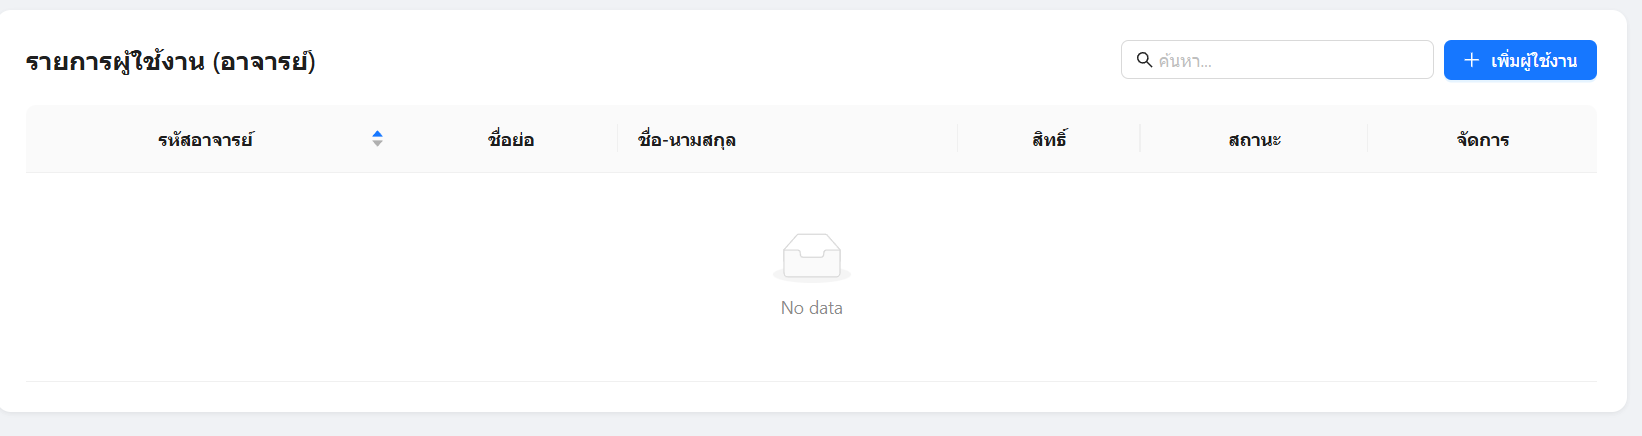 รายการผู้ใช้งาน (อาจารย์)
ค้นหา...
เพิ่มผู้ใช้งาน
รหัสอาจารย์ ชื่อย่อ ชื่อ-นามสกุล สิทธิ์ สถานะ จัดการ
No data